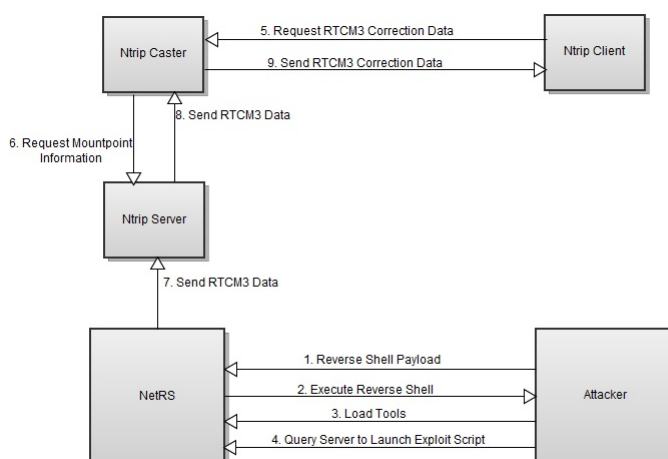 5. Request RTCM3 Correction Data
Ntrip Caster
Ntrip Client
9. Send RTCM3 Correction Data
8. Send RTCM3 Data
6. Request Mountpoint
Information
Ntrip Server
7. Send RTCM3 Data
1. Reverse Shell Payload
NetRS
2. Execute Reverse Shell
Attacker
3. Load Tools
4. Query Server to Launch Exploit Script